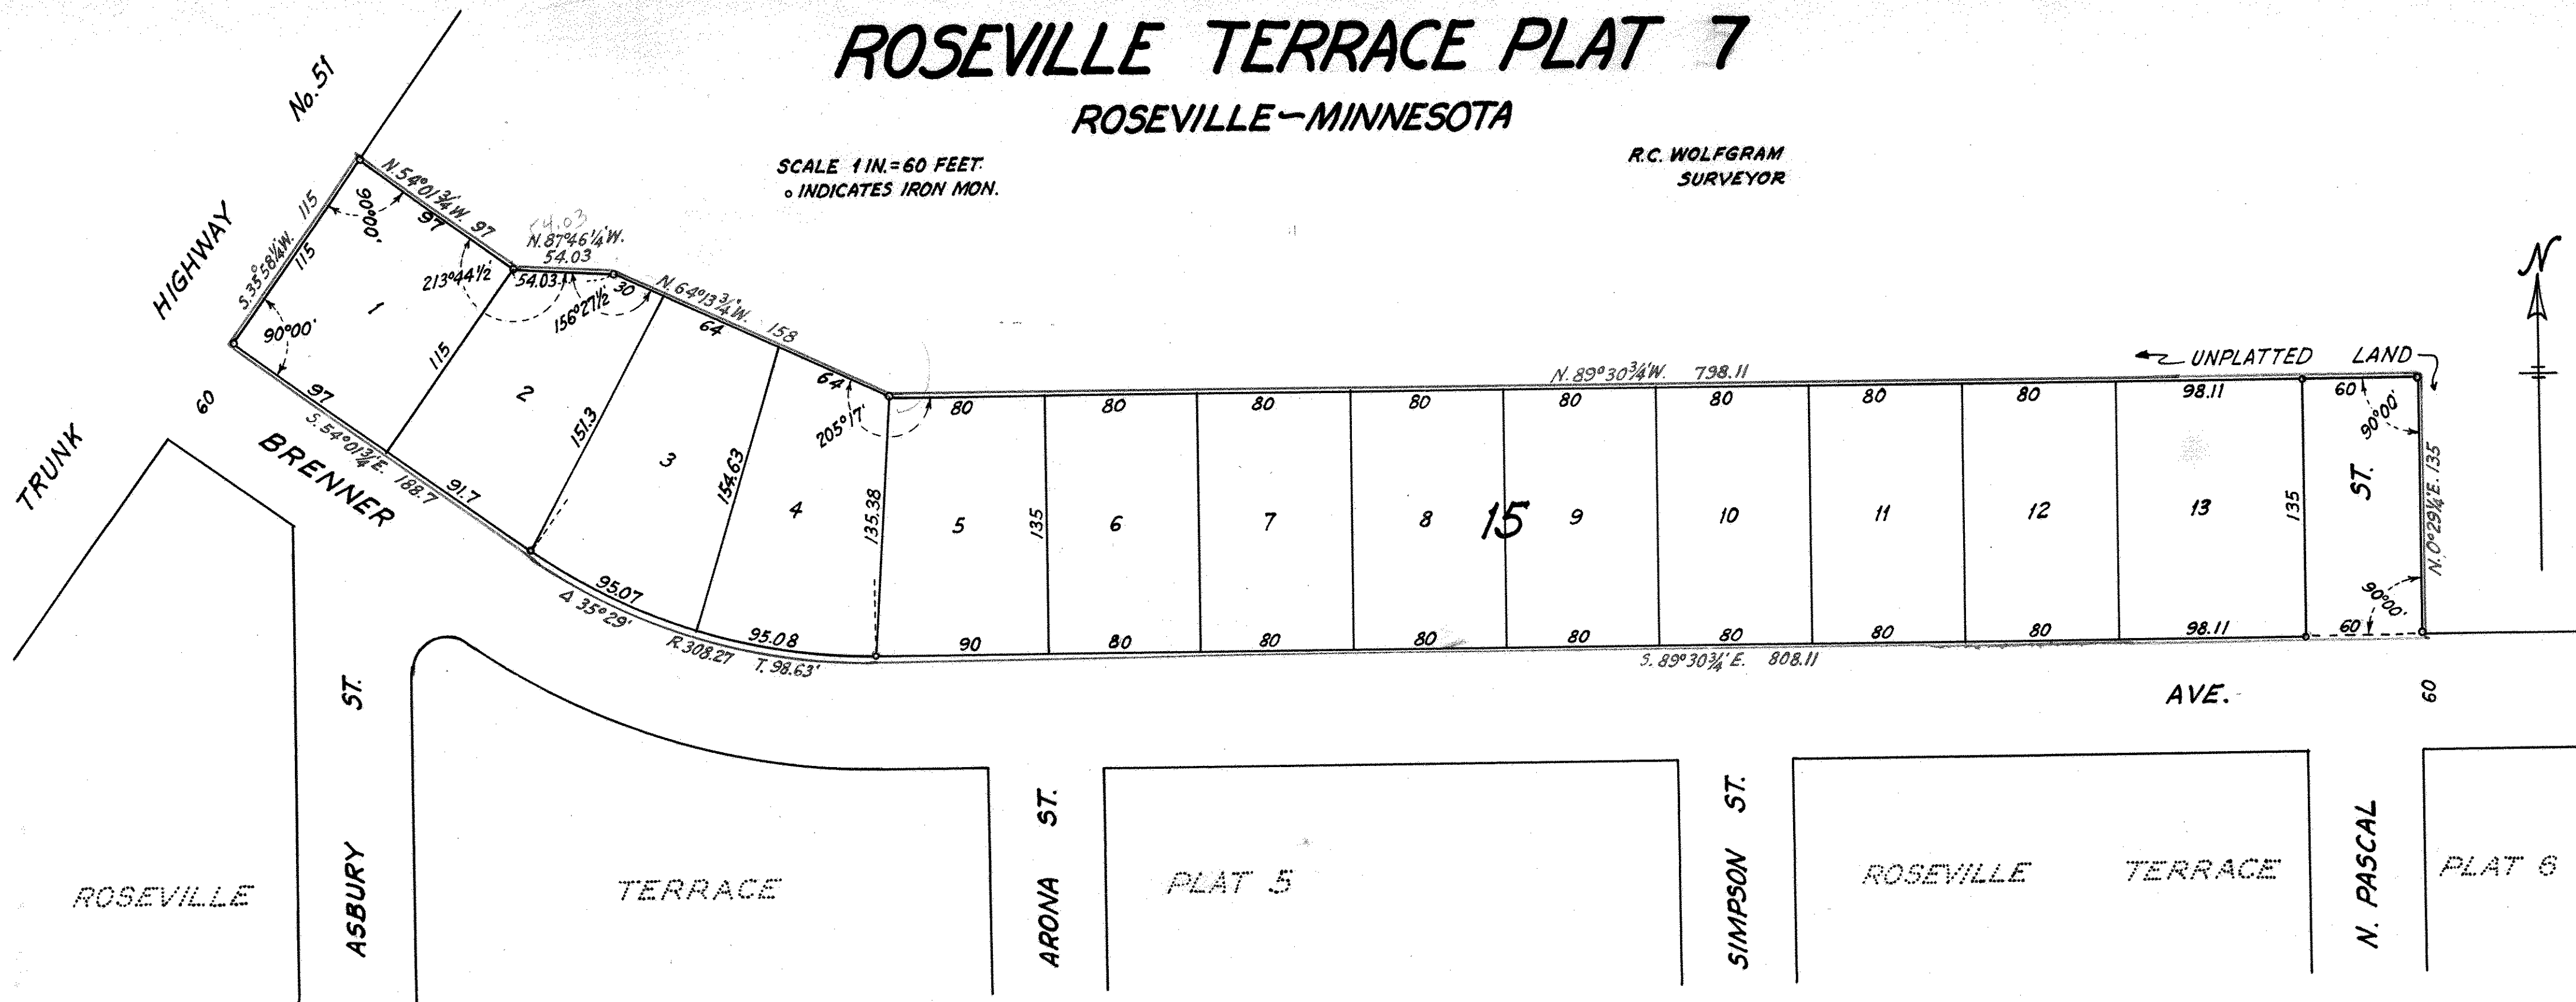 ROSEVILLE TERRACE PLAT 7
ROSEVILLE—MINNESOTA
SCALE 1 IN.=60 FEET.
o INDICATES IRON MON.
R.C. WOLFGRAM
SURVEYOR
TRUNK HIGHWAY No. 51
N
N. 54°01¾'W. 97
97
90°00'
S. 35°58¼'W. 115
115
1
90°00'
97
115
213°44½'
54.03
N. 87°46¼'W.
54.03
54.03
156°27½'
30
N. 64°13¾'W. 158
64
64
205°17'
2
151.3
3
154.63
4
135.38
60
S. 54°01¾'E. 188.7
91.7
BRENNER
95.07
Δ 35°29'
R. 308.27
T. 98.63'
95.08
N. 89°30¾'W. 798.11
UNPLATTED LAND
80 80 80 80 80 80 80 80 98.11 60
90°00'
5 135 6 7 8 15 9 10 11 12 13 135
ST.
N. 0°29¼'E. 135
90°00'
90 80 80 80 80 80 80 80 98.11 60
S. 89°30¾'E. 808.11
AVE.
60
ASBURY ST.
ARONA ST.
SIMPSON ST.
N. PASCAL
ROSEVILLE TERRACE PLAT 5
ROSEVILLE TERRACE PLAT 6